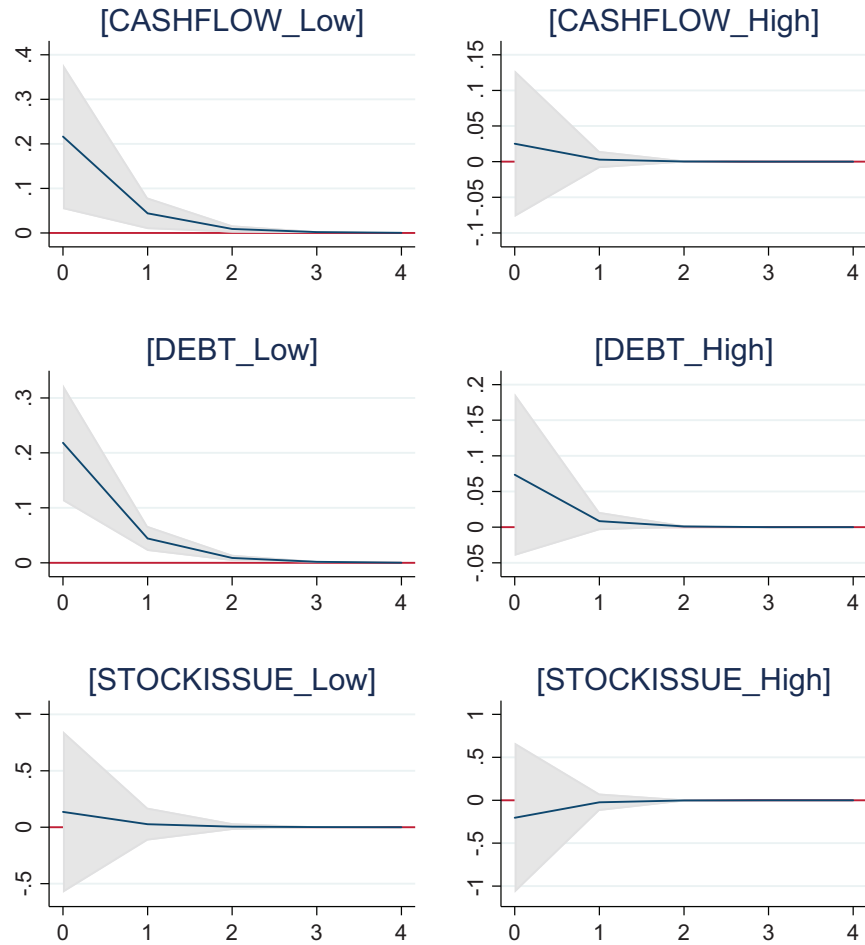 [CASHFLOW_Low]
.4
.3
.2
.1
0
0 1 2 3 4
[CASHFLOW_High]
.15
.1
.05
0
-.05
-.1
0 1 2 3 4
[DEBT_Low]
.3
.2
.1
0
0 1 2 3 4
[DEBT_High]
.2
.15
.1
.05
0
-.05
0 1 2 3 4
[STOCKISSUE_Low]
1
.5
0
-.5
0 1 2 3 4
[STOCKISSUE_High]
1
.5
0
-.5
-1
0 1 2 3 4